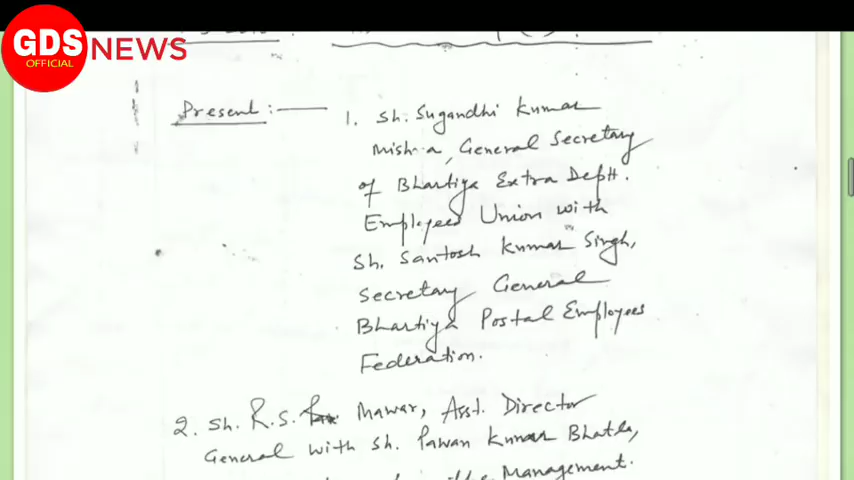 GDS NEWS
OFFICIAL
Present :—
1. Sh. Sugandhi Kumar
Mishra, General Secretary
of Bhartiya Extra Deptt.
Employees Union with
Sh. Santosh Kumar Singh,
Secretary General
Bhartiya Postal Employees
Federation.
2. Sh. R.S. Mawar, Asst. Director
General with Sh. Pawan Kumar Bhatla,
the Management.